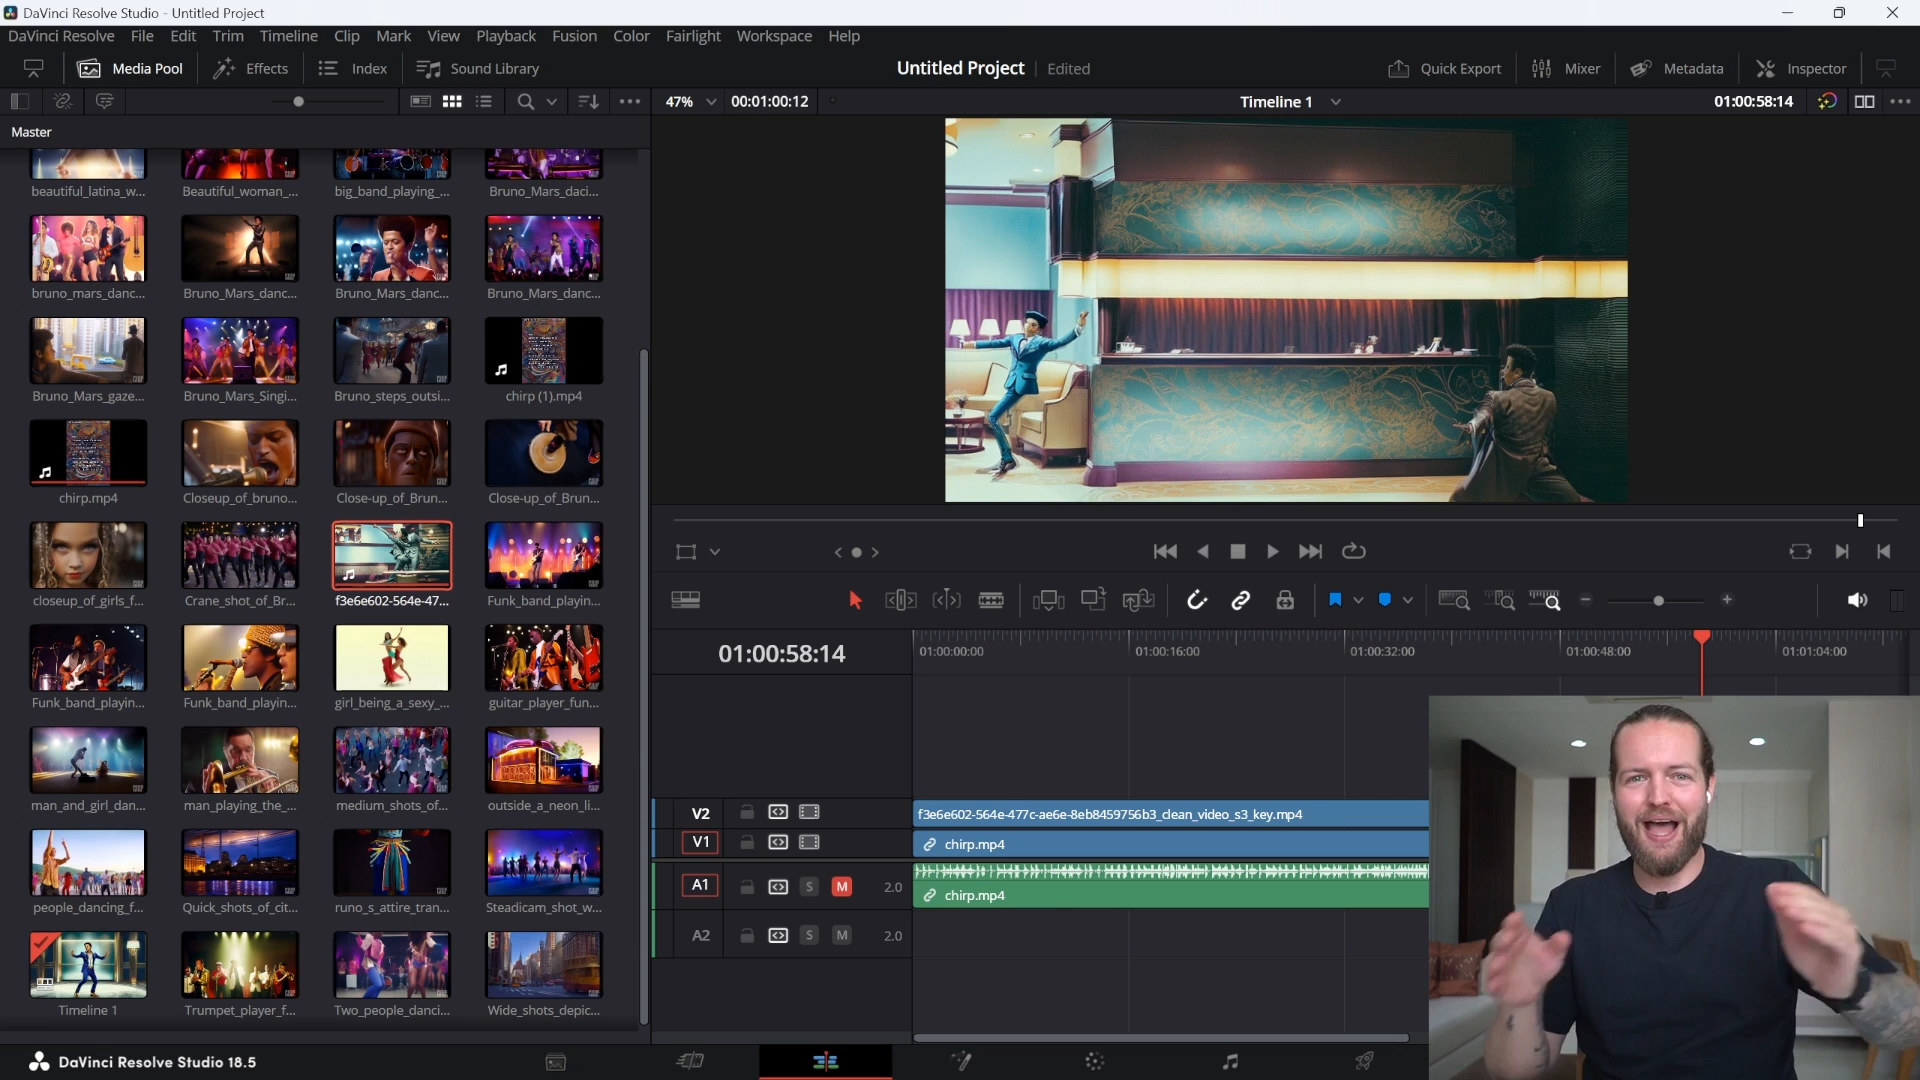 DaVinci Resolve Studio - Untitled Project
DaVinci Resolve File Edit Trim Timeline Clip Mark View Playback Fusion Color Fairlight Workspace Help
Media Pool Effects Index Sound Library Untitled Project Edited Quick Export Mixer Metadata Inspector
47% 00:01:00:12 Timeline 1 01:00:58:14
Master
beautiful_latina_w... Beautiful_woman_... big_band_playing_... Bruno_Mars_daci...
bruno_mars_danc... Bruno_Mars_danc... Bruno_Mars_danc... Bruno_Mars_danc...
Bruno_Mars_gaze... Bruno_Mars_Singi... Bruno_steps_outsi... chirp (1).mp4
chirp.mp4 Closeup_of_bruno... Close-up_of_Brun... Close-up_of_Brun...
closeup_of_girls_f... Crane_shot_of_Br... f3e6e602-564e-47... Funk_band_playin...
Funk_band_playin... Funk_band_playin... girl_being_a_sexy_... guitar_player_fun...
man_and_girl_dan... man_playing_the_... medium_shots_of... outside_a_neon_li...
people_dancing_f... Quick_shots_of_cit... runo_s_attire_tran... Steadicam_shot_w...
Timeline 1 Trumpet_player_f... Two_people_danci... Wide_shots_depic...
01:00:58:14 01:00:00:00 01:00:16:00 01:00:32:00 01:00:48:00 01:01:04:00
V2 f3e6e602-564e-477c-ae6e-8eb8459756b3_clean_video_s3_key.mp4
V1 chirp.mp4
A1 S M 2.0 chirp.mp4
A2 S M 2.0
DaVinci Resolve Studio 18.5